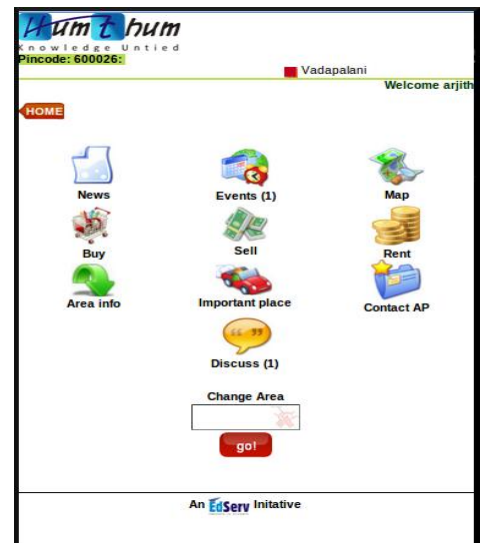 Hum thum
Knowledge Untied
Pincode: 600026:
Vadapalani
Welcome arjith
HOME
News Events (1) Map
Buy Sell Rent
Area info Important place Contact AP
Discuss (1)
Change Area
go!
An EdServ Initative